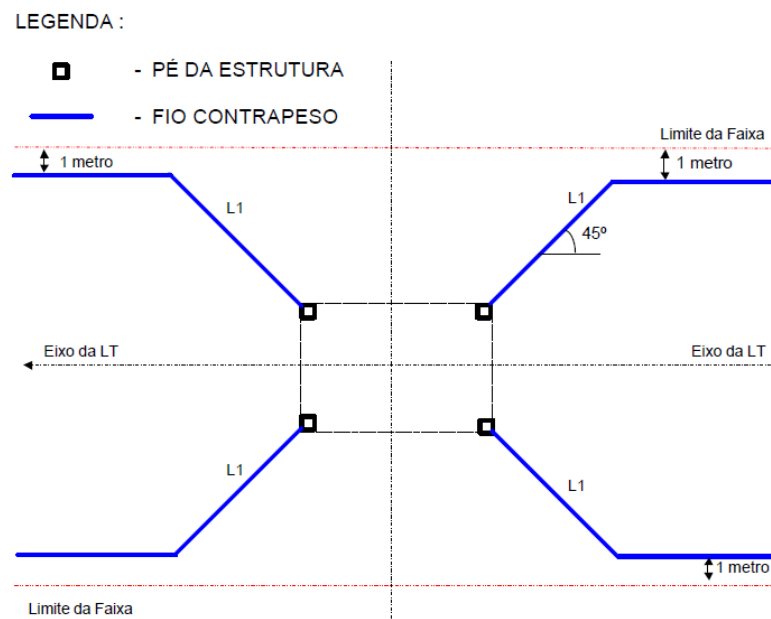 LEGENDA :
- PÉ DA ESTRUTURA
- FIO CONTRAPESO
Limite da Faixa
1 metro
1 metro
L1
L1
45º
Eixo da LT
Eixo da LT
L1
L1
1 metro
Limite da Faixa